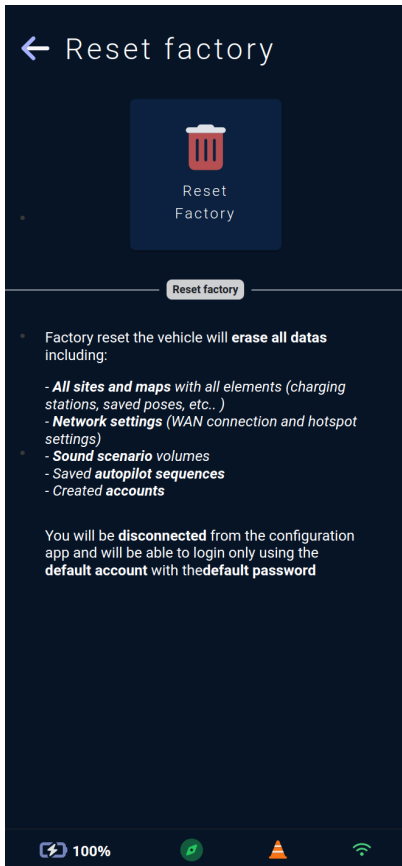 Reset factory
Reset
Factory
Reset factory
Factory reset the vehicle will erase all datas
including:
- All sites and maps with all elements (charging
stations, saved poses, etc.. )
- Network settings (WAN connection and hotspot
settings)
- Sound scenario volumes
- Saved autopilot sequences
- Created accounts
You will be disconnected from the configuration
app and will be able to login only using the
default account with thedefault password
100%